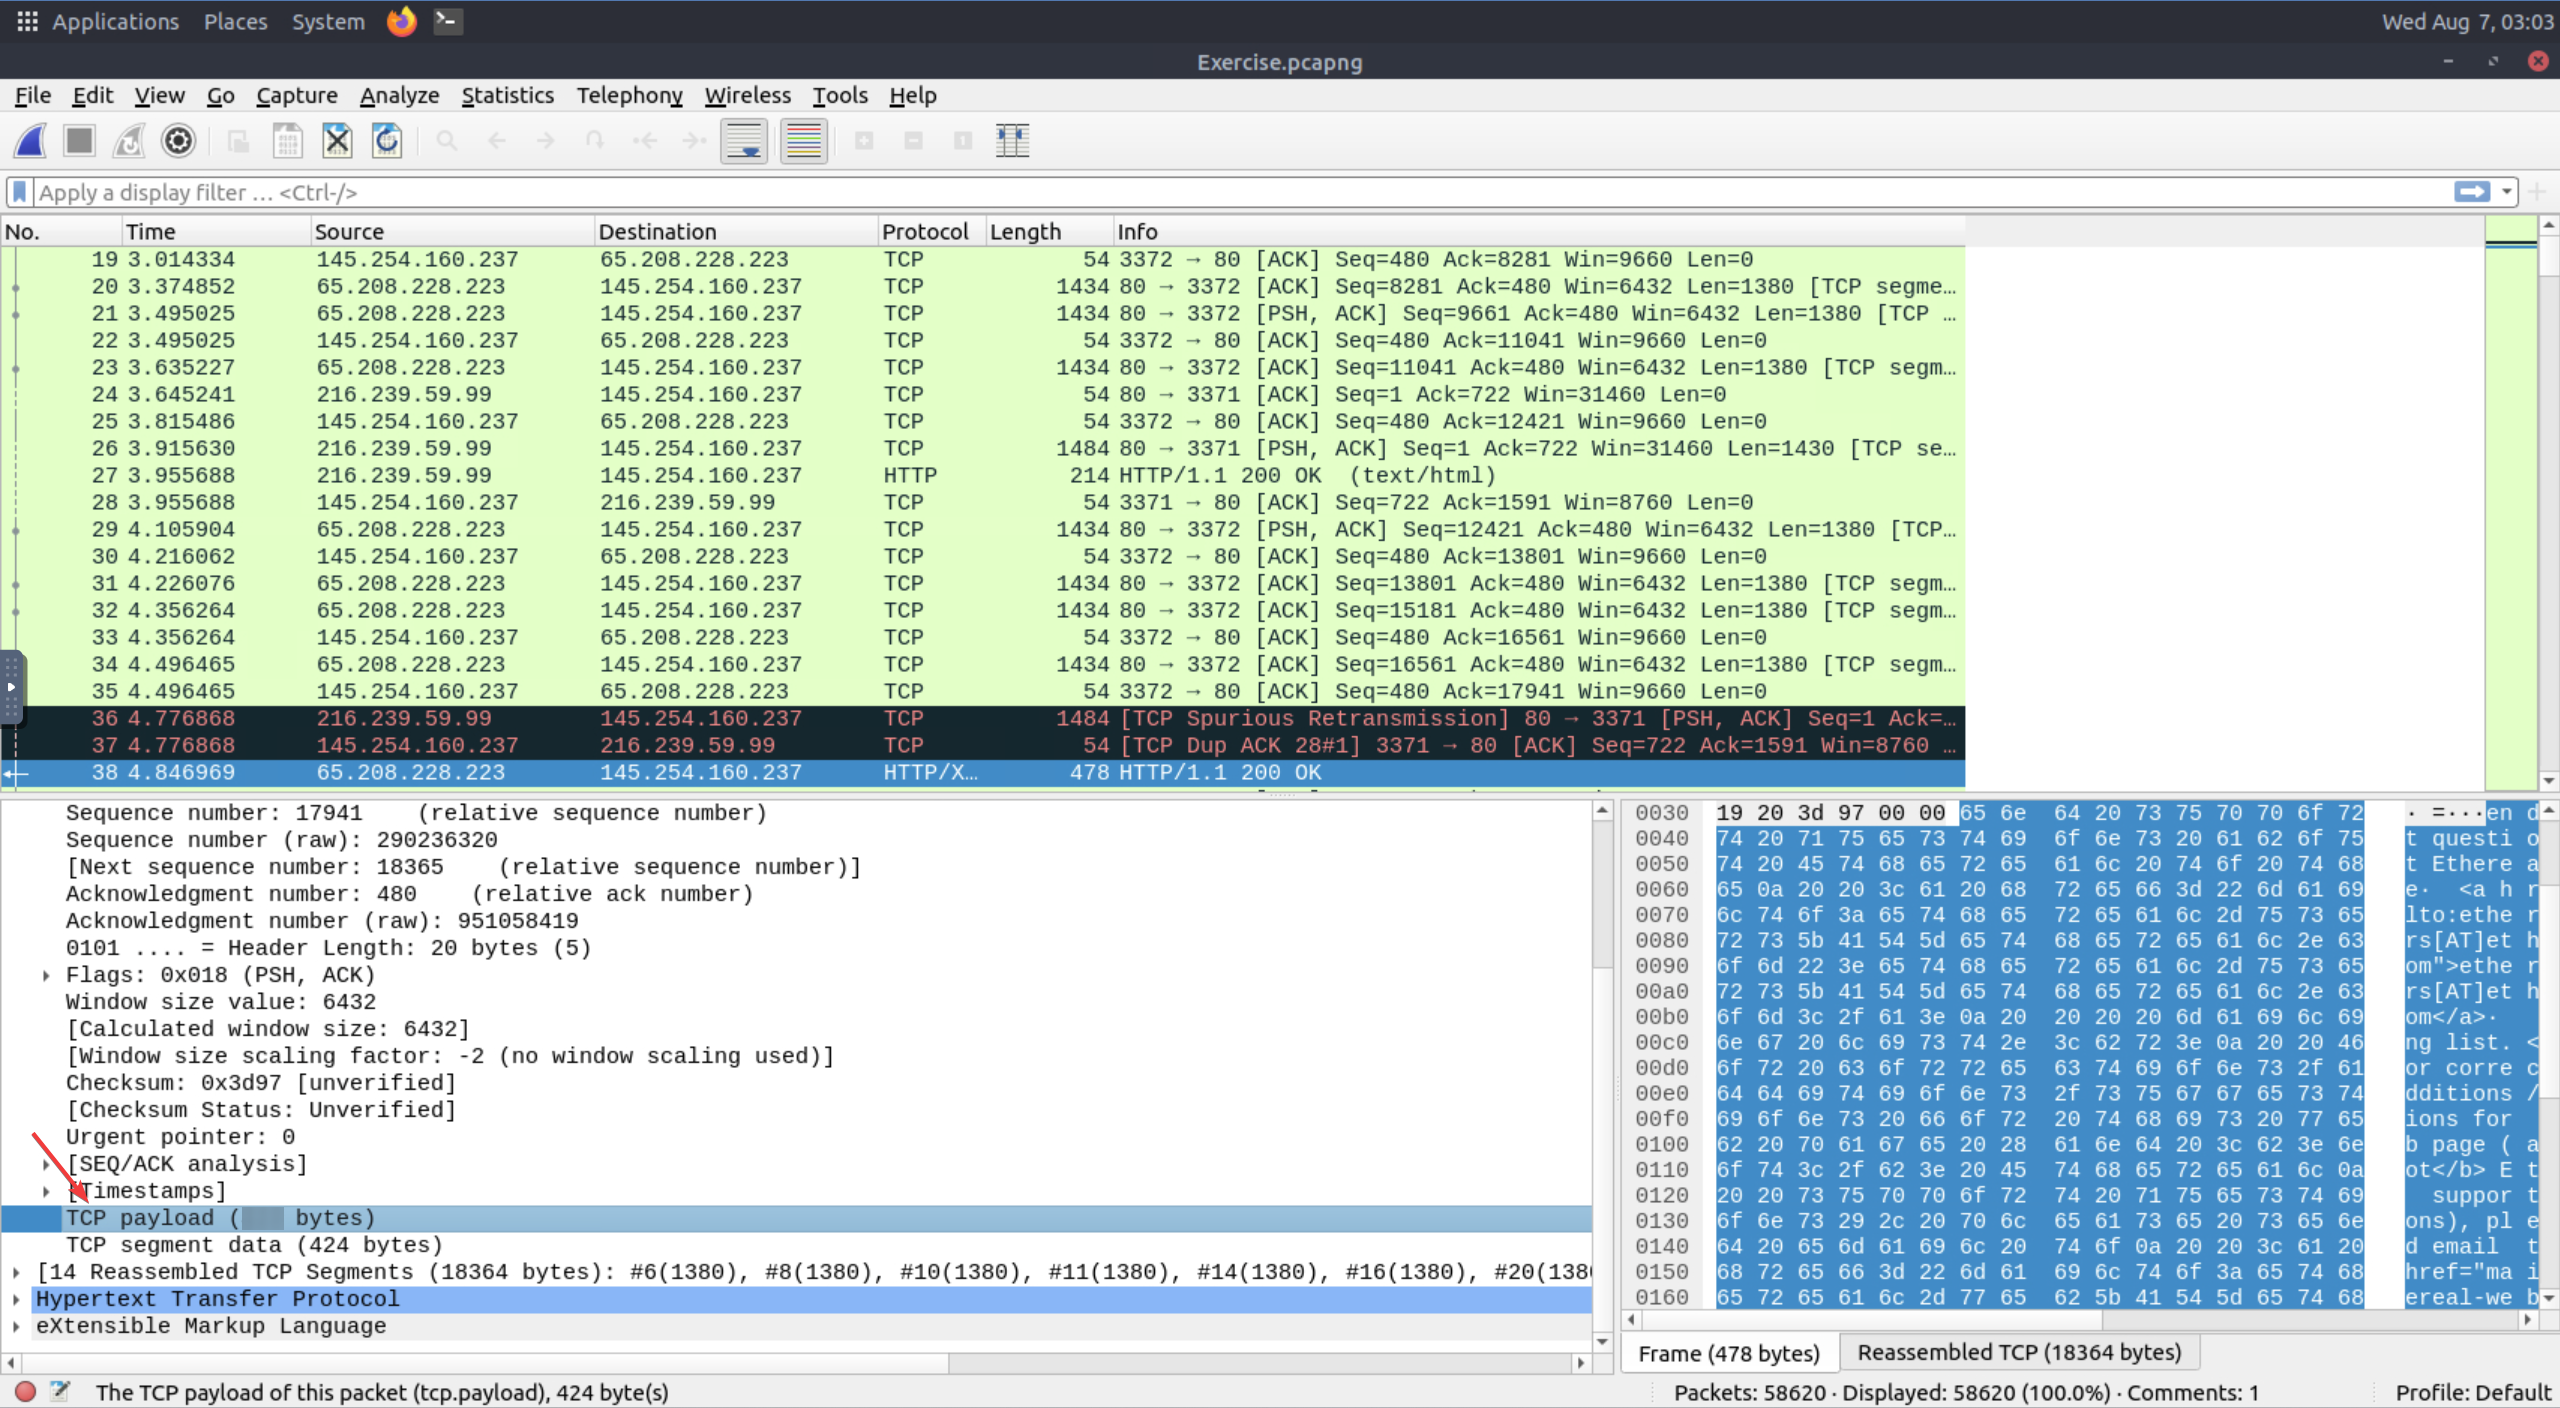 Applications Places System Wed Aug 7, 03:03
Exercise.pcapng
File Edit View Go Capture Analyze Statistics Telephony Wireless Tools Help
Apply a display filter … <Ctrl-/>
No. Time Source Destination Protocol Length Info
19 3.014334 145.254.160.237 65.208.228.223 TCP 54 3372 → 80 [ACK] Seq=480 Ack=8281 Win=9660 Len=0
20 3.374852 65.208.228.223 145.254.160.237 TCP 1434 80 → 3372 [ACK] Seq=8281 Ack=480 Win=6432 Len=1380 [TCP segme…
21 3.495025 65.208.228.223 145.254.160.237 TCP 1434 80 → 3372 [PSH, ACK] Seq=9661 Ack=480 Win=6432 Len=1380 [TCP …
22 3.495025 145.254.160.237 65.208.228.223 TCP 54 3372 → 80 [ACK] Seq=480 Ack=11041 Win=9660 Len=0
23 3.635227 65.208.228.223 145.254.160.237 TCP 1434 80 → 3372 [ACK] Seq=11041 Ack=480 Win=6432 Len=1380 [TCP segm…
24 3.645241 216.239.59.99 145.254.160.237 TCP 54 80 → 3371 [ACK] Seq=1 Ack=722 Win=31460 Len=0
25 3.815486 145.254.160.237 65.208.228.223 TCP 54 3372 → 80 [ACK] Seq=480 Ack=12421 Win=9660 Len=0
26 3.915630 216.239.59.99 145.254.160.237 TCP 1484 80 → 3371 [PSH, ACK] Seq=1 Ack=722 Win=31460 Len=1430 [TCP se…
27 3.955688 216.239.59.99 145.254.160.237 HTTP 214 HTTP/1.1 200 OK (text/html)
28 3.955688 145.254.160.237 216.239.59.99 TCP 54 3371 → 80 [ACK] Seq=722 Ack=1591 Win=8760 Len=0
29 4.105904 65.208.228.223 145.254.160.237 TCP 1434 80 → 3372 [PSH, ACK] Seq=12421 Ack=480 Win=6432 Len=1380 [TCP…
30 4.216062 145.254.160.237 65.208.228.223 TCP 54 3372 → 80 [ACK] Seq=480 Ack=13801 Win=9660 Len=0
31 4.226076 65.208.228.223 145.254.160.237 TCP 1434 80 → 3372 [ACK] Seq=13801 Ack=480 Win=6432 Len=1380 [TCP segm…
32 4.356264 65.208.228.223 145.254.160.237 TCP 1434 80 → 3372 [ACK] Seq=15181 Ack=480 Win=6432 Len=1380 [TCP segm…
33 4.356264 145.254.160.237 65.208.228.223 TCP 54 3372 → 80 [ACK] Seq=480 Ack=16561 Win=9660 Len=0
34 4.496465 65.208.228.223 145.254.160.237 TCP 1434 80 → 3372 [ACK] Seq=16561 Ack=480 Win=6432 Len=1380 [TCP segm…
35 4.496465 145.254.160.237 65.208.228.223 TCP 54 3372 → 80 [ACK] Seq=480 Ack=17941 Win=9660 Len=0
36 4.776868 216.239.59.99 145.254.160.237 TCP 1484 [TCP Spurious Retransmission] 80 → 3371 [PSH, ACK] Seq=1 Ack=…
37 4.776868 145.254.160.237 216.239.59.99 TCP 54 [TCP Dup ACK 28#1] 3371 → 80 [ACK] Seq=722 Ack=1591 Win=8760 …
38 4.846969 65.208.228.223 145.254.160.237 HTTP/X… 478 HTTP/1.1 200 OK
Sequence number: 17941 (relative sequence number)
Sequence number (raw): 290236320
[Next sequence number: 18365 (relative sequence number)]
Acknowledgment number: 480 (relative ack number)
Acknowledgment number (raw): 951058419
0101 .... = Header Length: 20 bytes (5)
Flags: 0x018 (PSH, ACK)
Window size value: 6432
[Calculated window size: 6432]
[Window size scaling factor: -2 (no window scaling used)]
Checksum: 0x3d97 [unverified]
[Checksum Status: Unverified]
Urgent pointer: 0
[SEQ/ACK analysis]
[Timestamps]
TCP payload ( bytes)
TCP segment data (424 bytes)
[14 Reassembled TCP Segments (18364 bytes): #6(1380), #8(1380), #10(1380), #11(1380), #14(1380), #16(1380), #20(138
Hypertext Transfer Protocol
eXtensible Markup Language
0030 19 20 3d 97 00 00 65 6e 64 20 73 75 70 70 6f 72 · =···en d
0040 74 20 71 75 65 73 74 69 6f 6e 73 20 61 62 6f 75 t questi o
0050 74 20 45 74 68 65 72 65 61 6c 20 74 6f 20 74 68 t Ethere a
0060 65 0a 20 20 3c 61 20 68 72 65 66 3d 22 6d 61 69 e· <a h r
0070 6c 74 6f 3a 65 74 68 65 72 65 61 6c 2d 75 73 65 lto:ethe r
0080 72 73 5b 41 54 5d 65 74 68 65 72 65 61 6c 2e 63 rs[AT]et h
0090 6f 6d 22 3e 65 74 68 65 72 65 61 6c 2d 75 73 65 om">ethe r
00a0 72 73 5b 41 54 5d 65 74 68 65 72 65 61 6c 2e 63 rs[AT]et h
00b0 6f 6d 3c 2f 61 3e 0a 20 20 20 20 6d 61 69 6c 69 om</a>·
00c0 6e 67 20 6c 69 73 74 2e 3c 62 72 3e 0a 20 20 46 ng list. <
00d0 6f 72 20 63 6f 72 72 65 63 74 69 6f 6e 73 2f 61 or corre c
00e0 64 64 69 74 69 6f 6e 73 2f 73 75 67 67 65 73 74 dditions /
00f0 69 6f 6e 73 20 66 6f 72 20 74 68 69 73 20 77 65 ions for
0100 62 20 70 61 67 65 20 28 61 6e 64 20 3c 62 3e 6e b page ( a
0110 6f 74 3c 2f 62 3e 20 45 74 68 65 72 65 61 6c 0a ot</b> E t
0120 20 20 73 75 70 70 6f 72 74 20 71 75 65 73 74 69 suppor t
0130 6f 6e 73 29 2c 20 70 6c 65 61 73 65 20 73 65 6e ons), pl e
0140 64 20 65 6d 61 69 6c 20 74 6f 0a 20 20 3c 61 20 d email t
0150 68 72 65 66 3d 22 6d 61 69 6c 74 6f 3a 65 74 68 href="ma i
0160 65 72 65 61 6c 2d 77 65 62 5b 41 54 5d 65 74 68 ereal-we b
Frame (478 bytes) Reassembled TCP (18364 bytes)
The TCP payload of this packet (tcp.payload), 424 byte(s) Packets: 58620 · Displayed: 58620 (100.0%) · Comments: 1 Profile: Default